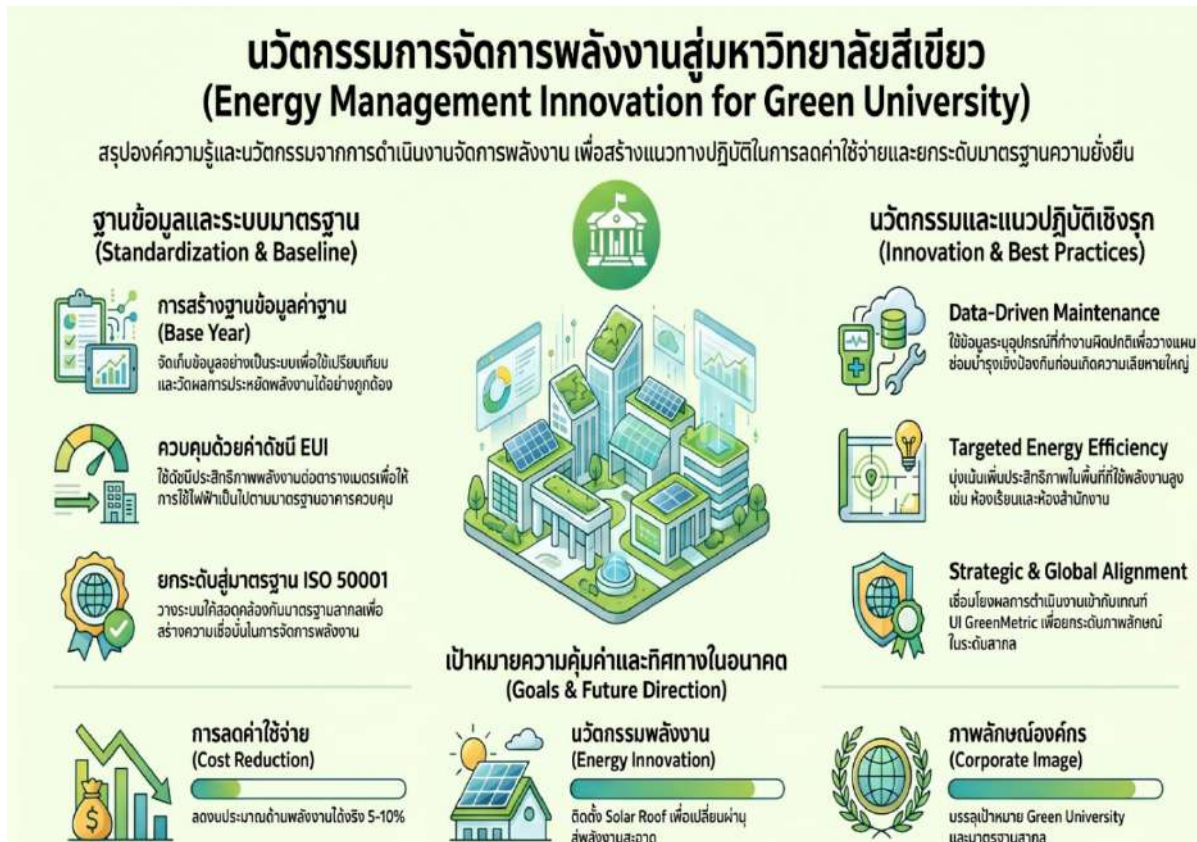 นวัตกรรมการจัดการพลังงานสู่มหาวิทยาลัยสีเขียว
(Energy Management Innovation for Green University)
สรุปองค์ความรู้และนวัตกรรมจากการดำเนินงานจัดการพลังงาน เพื่อสร้างแนวทางปฏิบัติในการลดค่าใช้จ่ายและยกระดับมาตรฐานความยั่งยืน
ฐานข้อมูลและระบบมาตรฐาน
(Standardization & Baseline)
การสร้างฐานข้อมูลค่าฐาน
(Base Year)
จัดเก็บข้อมูลอย่างเป็นระบบเพื่อใช้เปรียบเทียบ
และวัดผลการประหยัดพลังงานได้อย่างถูกต้อง
ควบคุมด้วยค่าดัชนี EUI
ใช้ดัชนีประสิทธิภาพพลังงานต่อตารางเมตรเพื่อให้
การใช้ไฟฟ้าเป็นไปตามมาตรฐานอาคารควบคุม
ยกระดับสู่มาตรฐาน ISO 50001
วางระบบให้สอดคล้องกับมาตรฐานสากลเพื่อ
สร้างความเชื่อมั่นในการจัดการพลังงาน
นวัตกรรมและแนวปฏิบัติเชิงรุก
(Innovation & Best Practices)
Data-Driven Maintenance
ใช้ข้อมูลระบุอุปกรณ์ที่ทำงานผิดปกติเพื่อวางแผน
ซ่อมบำรุงเชิงป้องกันก่อนเกิดความเสียหายใหญ่
Targeted Energy Efficiency
มุ่งเน้นเพิ่มประสิทธิภาพในพื้นที่ที่ใช้พลังงานสูง
เช่น ห้องเรียนและห้องสำนักงาน
Strategic & Global Alignment
เชื่อมโยงผลการดำเนินงานเข้ากับเกณฑ์
UI GreenMetric เพื่อยกระดับภาพลักษณ์
ในระดับสากล
เป้าหมายความคุ้มค่าและทิศทางในอนาคต
(Goals & Future Direction)
การลดค่าใช้จ่าย
(Cost Reduction)
ลดงบประมาณด้านพลังงานได้จริง 5-10%
$
นวัตกรรมพลังงาน
(Energy Innovation)
ติดตั้ง Solar Roof เพื่อเปลี่ยนผ่าน
สู่พลังงานสะอาด
ภาพลักษณ์องค์กร
(Corporate Image)
บรรลุเป้าหมาย Green University
และมาตรฐานสากล